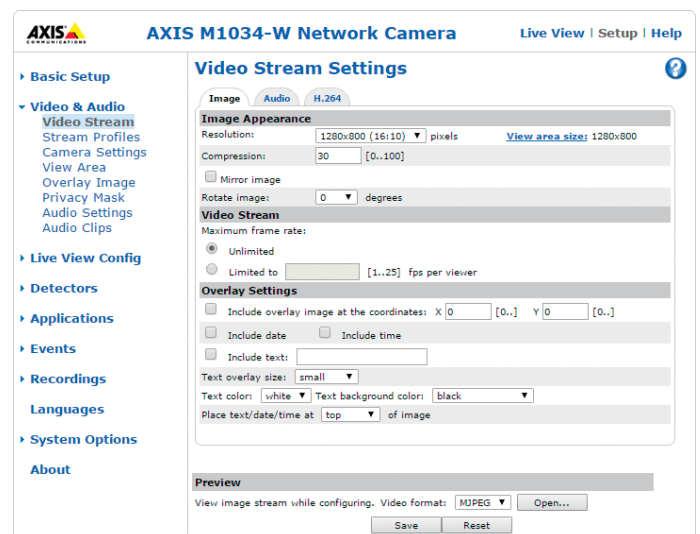 AXIS
COMMUNICATIONS
AXIS M1034-W Network Camera
Live View | Setup | Help
Basic Setup
Video & Audio
Video Stream
Stream Profiles
Camera Settings
View Area
Overlay Image
Privacy Mask
Audio Settings
Audio Clips
Live View Config
Detectors
Applications
Events
Recordings
Languages
System Options
About
Video Stream Settings
?
Image Audio H.264
Image Appearance
Resolution: 1280x800 (16:10) pixels View area size: 1280x800
Compression: 30 [0..100]
Mirror image
Rotate image: 0 degrees
Video Stream
Maximum frame rate:
Unlimited
Limited to [1..25] fps per viewer
Overlay Settings
Include overlay image at the coordinates: X 0 [0..] Y 0 [0..]
Include date Include time
Include text:
Text overlay size: small
Text color: white Text background color: black
Place text/date/time at top of image
Preview
View image stream while configuring. Video format: MJPEG Open...
Save Reset